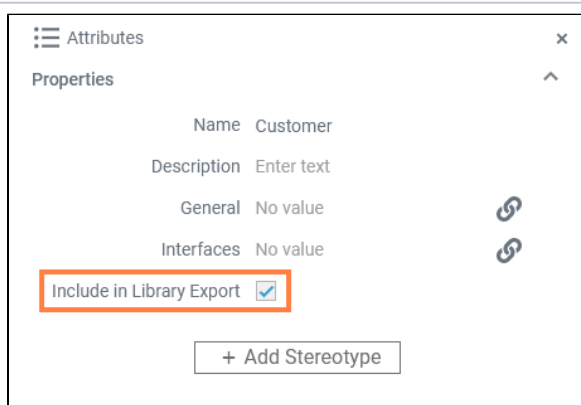 Attributes
Properties
Name Customer
Description Enter text
General No value
Interfaces No value
Include in Library Export
+ Add Stereotype